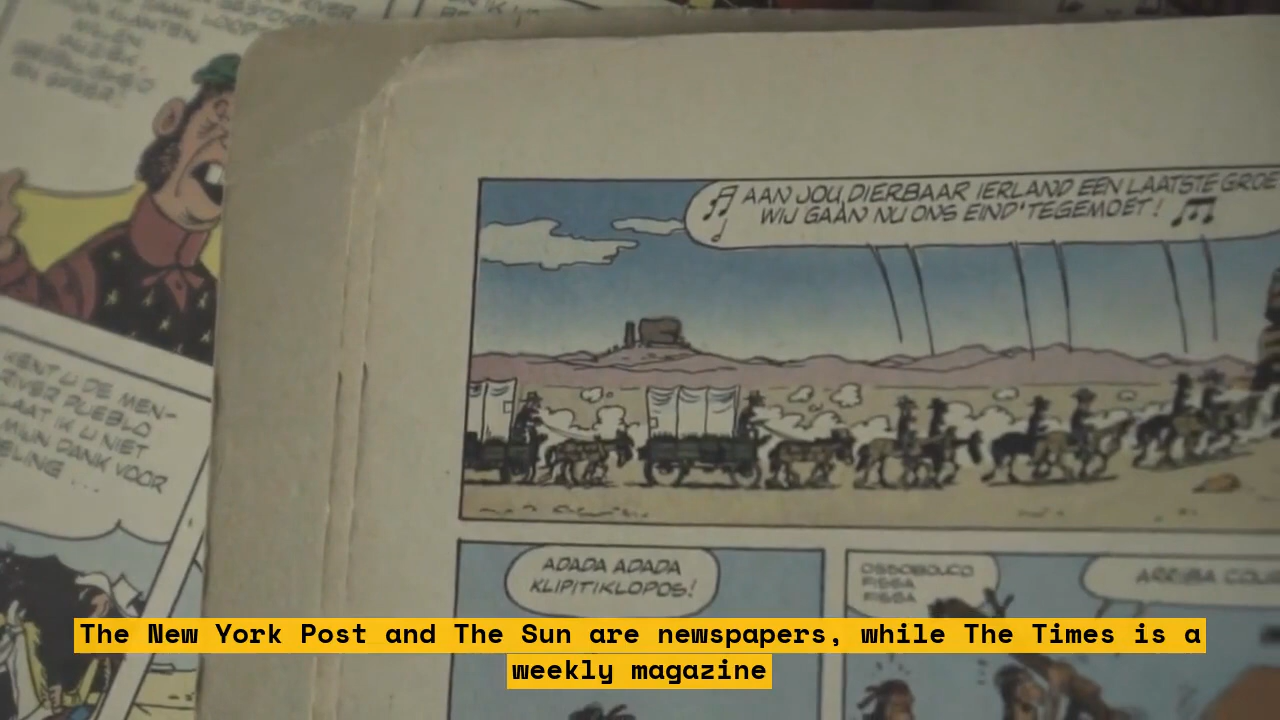 AAN JOU, DIERBAAR IERLAND EEN LAATSTE GROE
WIJ GAAN NU ONS EIND' TEGEMOET!
KENT U DE MEN-
RIVER PUEBLO
LAAT IK U NIET
MIJN DANK VOOR
ELING ...
ADADA ADADA
KLIPITIKLOPOS!
OSSOBOUCO
FISSA
FISSA
ARRIBA
The New York Post and The Sun are newspapers, while The Times is a
weekly magazine